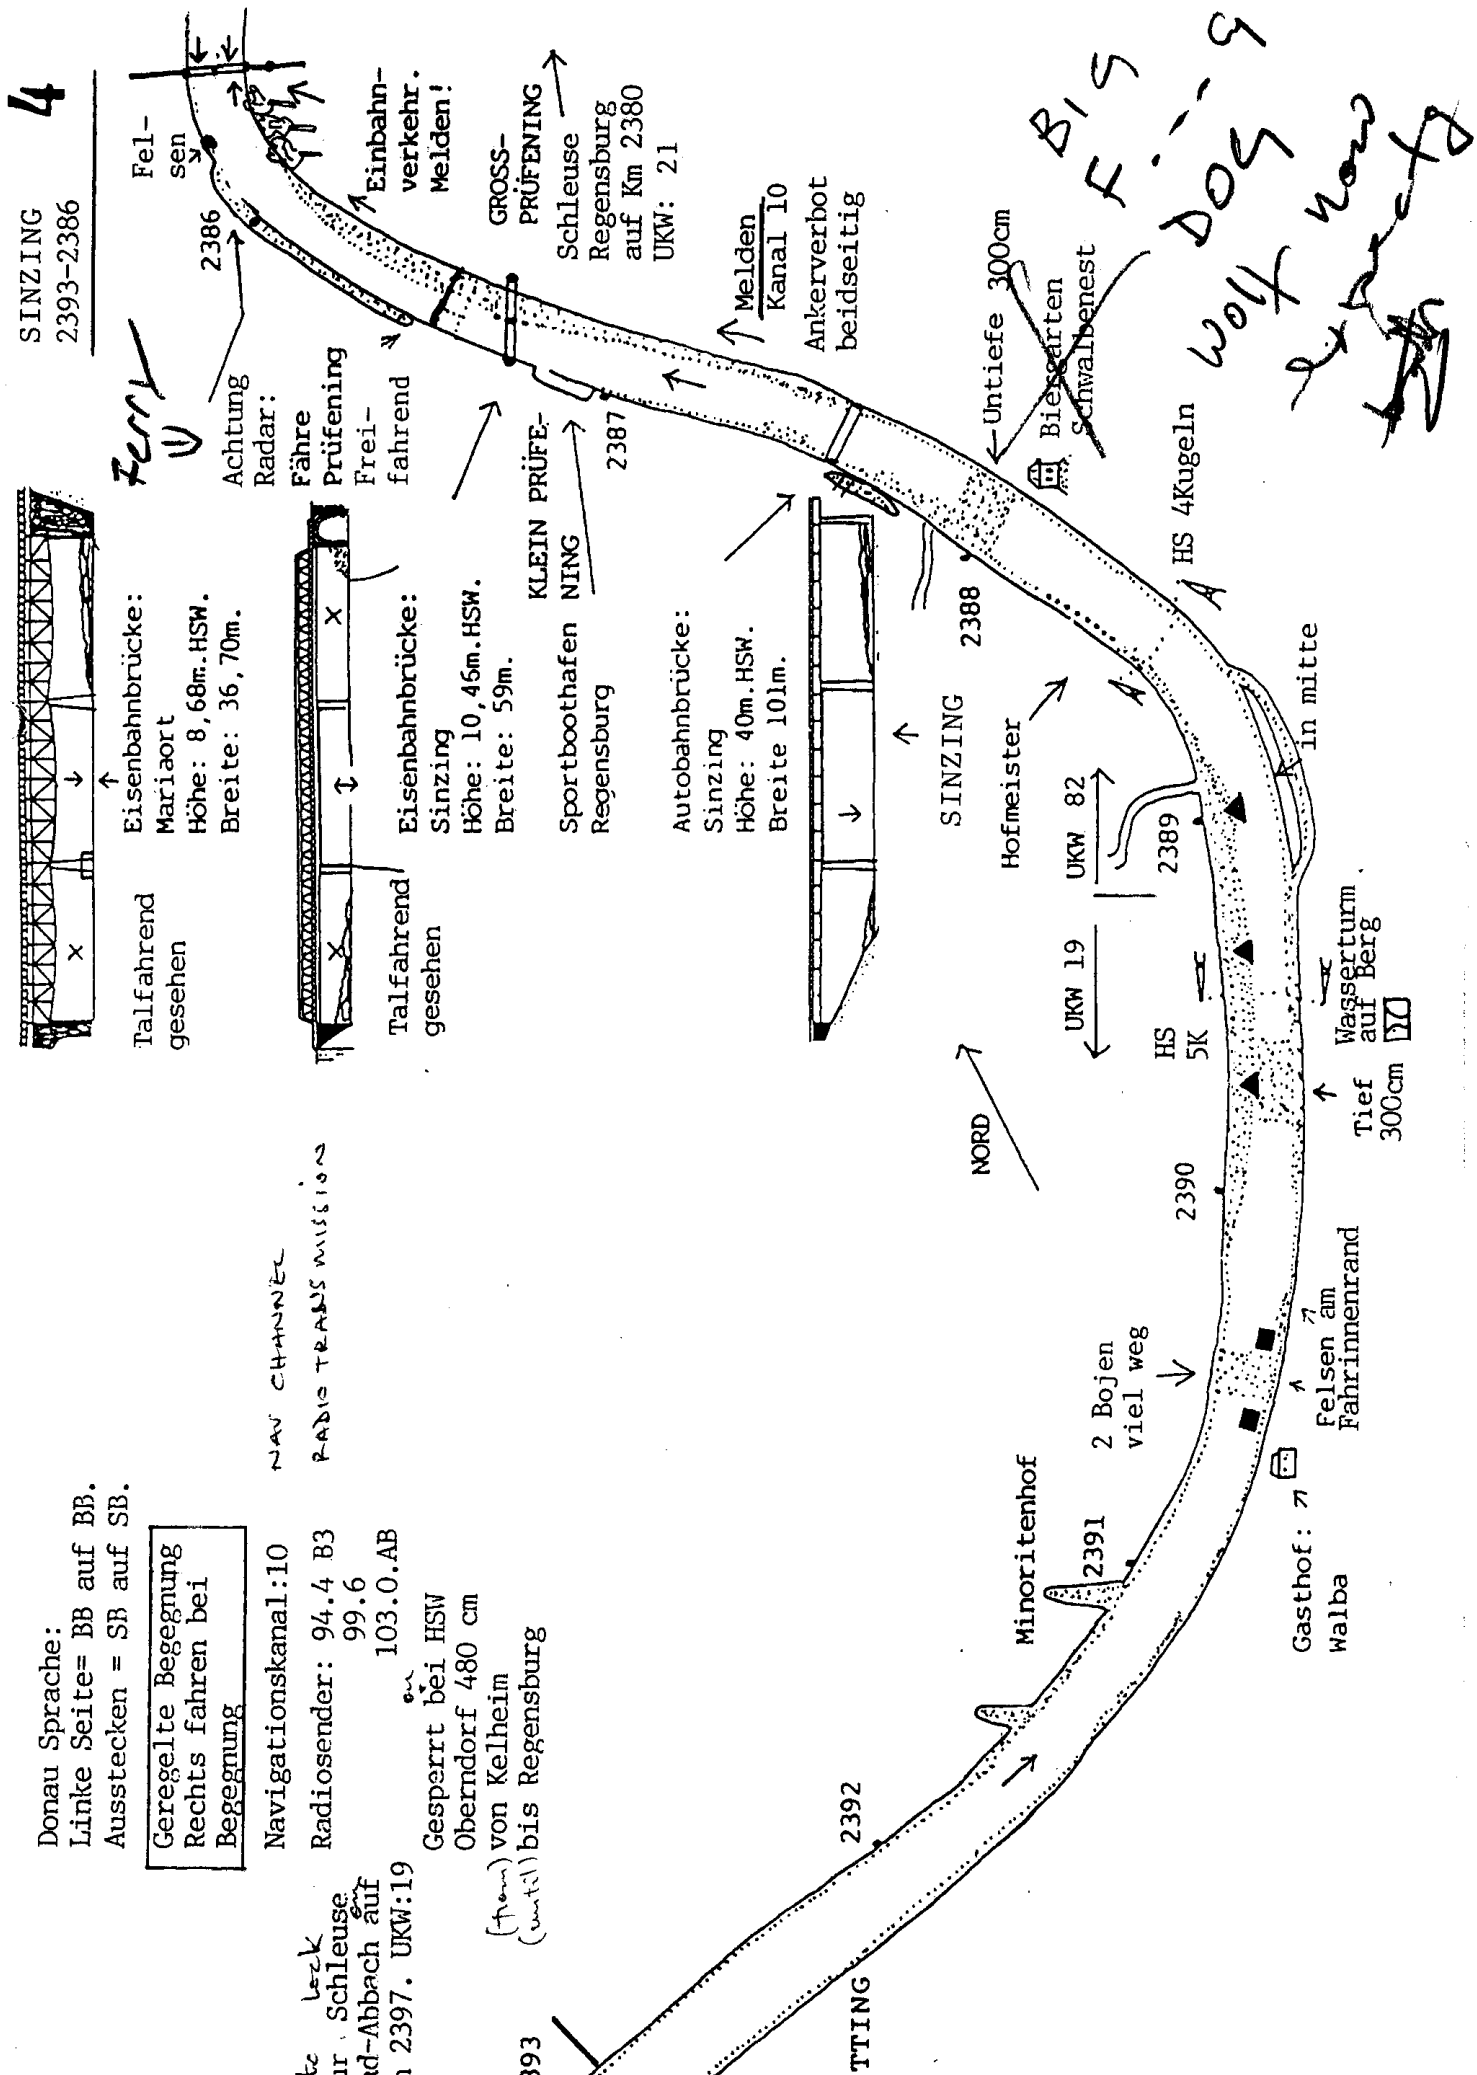 SINZING
2393-2386
4
Donau Sprache:
Linke Seite= BB auf BB.
Ausstecken = SB auf SB.
Geregelte Begegnung
Rechts fahren bei
Begegnung
Navigationskanal:10
NAV CHANNEL
Radiosender: 94.4 B3
99.6
103.0.AB
RADIO TRANSMISSION
Lock
Schleuse
auf
2397. UKW:19
on
Gesperrt bei HSW
Oberndorf 480 cm
(from) von Kelheim
(until) bis Regensburg
Talfahrend
gesehen
Eisenbahnbrücke:
Mariaort
Höhe: 8,68m.HSW.
Breite: 36,70m.
Talfahrend
gesehen
Eisenbahnbrücke:
Sinzing
Höhe: 10,46m.HSW.
Breite: 59m.
Sportboothafen
Regensburg
KLEIN PRÜFE-
NING
Autobahnbrücke:
Sinzing
Höhe: 40m.HSW.
Breite 101m.
Ferry
Achtung
Radar:
Fähre
Prüfening
Frei-
fahrend
Fel-
sen
2386
Einbahn-
verkehr.
Melden!
GROSS-
PRÜFENING
Schleuse
Regensburg
auf Km 2380
UKW: 21
2387
Melden
Kanal 10
Ankerverbot
beidseitig
Untiefe 300cm
Biergarten
Schwalbenest
BIG
F---G
DOG
WOLF
NOW
2388
SINZING
HS 4Kugeln
Hofmeister
UKW 19
UKW 82
2389
in mitte
HS
5K
Wasserturm
auf Berg
Tief
300cm
NORD
2390
2 Bojen
viel weg
Felsen am
Fahrinnenrand
Minoritenhof
2391
Gasthof:
Walba
2392